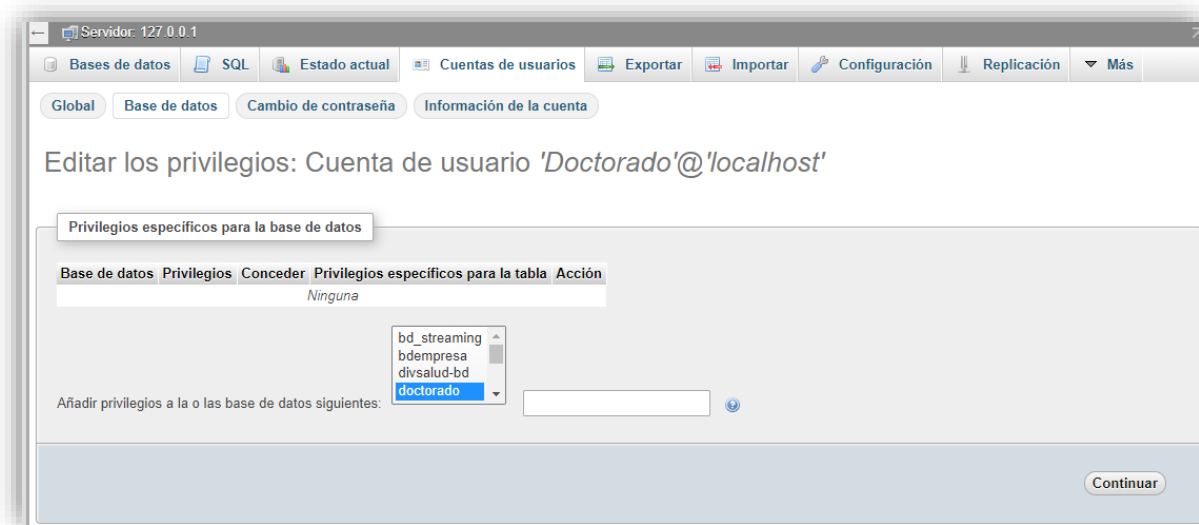 Servidor: 127.0.0.1
Bases de datos SQL Estado actual Cuentas de usuarios Exportar Importar Configuración Replicación Más
Global Base de datos Cambio de contraseña Información de la cuenta
Editar los privilegios: Cuenta de usuario 'Doctorado'@'localhost'
Privilegios específicos para la base de datos
Base de datos Privilegios Conceder Privilegios específicos para la tabla Acción
Ninguna
bd_streaming
bdempresa
divsalud-bd
doctorado
Añadir privilegios a la o las base de datos siguientes:
Continuar